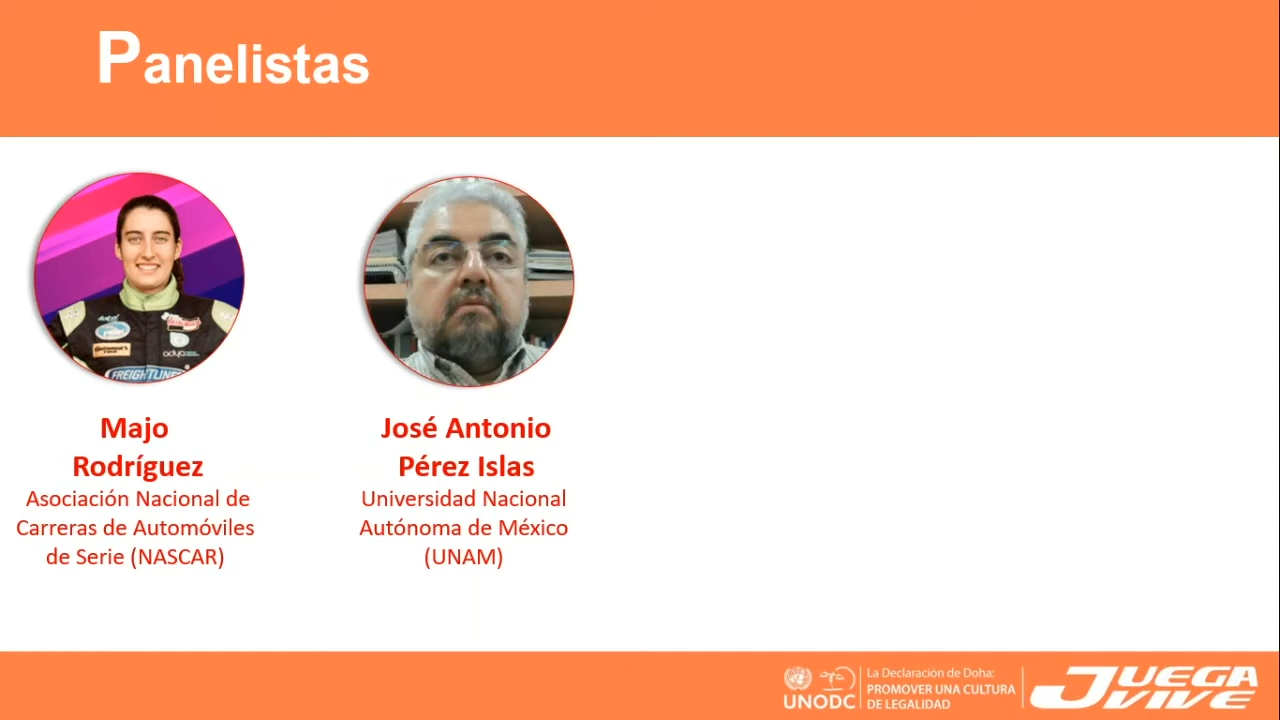 Panelistas
Majo
Rodríguez
Asociación Nacional de
Carreras de Automóviles
de Serie (NASCAR)
José Antonio
Pérez Islas
Universidad Nacional
Autónoma de México
(UNAM)
FREIGHTLINER
UNODC
La Declaración de Doha:
PROMOVER UNA CULTURA
DE LEGALIDAD
JUEGA
VIVE